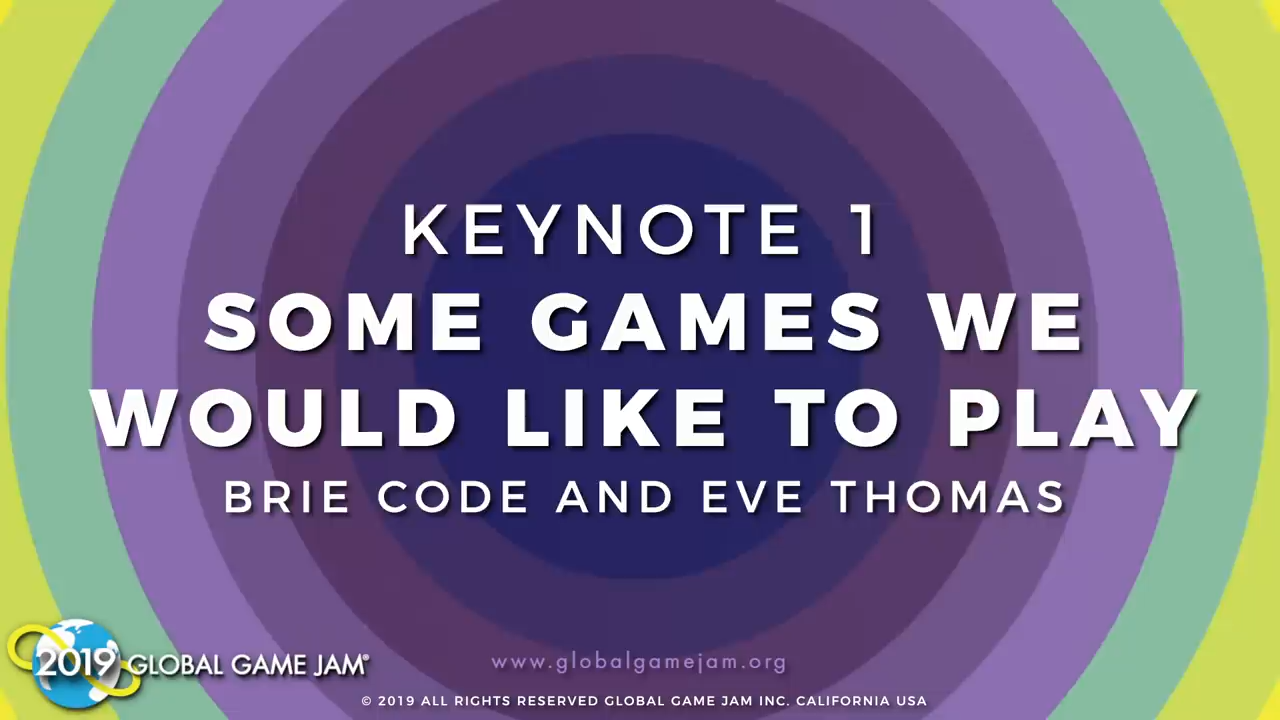 KEYNOTE 1
SOME GAMES WE
WOULD LIKE TO PLAY
BRIE CODE AND EVE THOMAS
2019 GLOBAL GAME JAM®
www.globalgamejam.org
© 2019 ALL RIGHTS RESERVED GLOBAL GAME JAM INC. CALIFORNIA USA